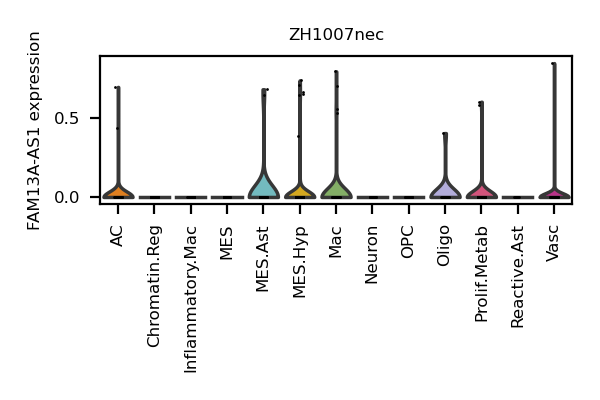 ZH1007nec
FAM13A-AS1 expression
0.5
0.0
AC
Chromatin.Reg
Inflammatory.Mac
MES
MES.Ast
MES.Hyp
Mac
Neuron
OPC
Oligo
Prolif.Metab
Reactive.Ast
Vasc